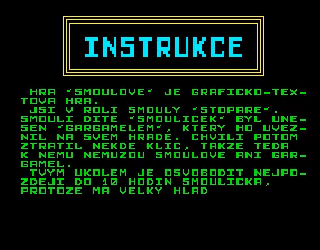 INSTRUKCE
HRA "SMOULOVE" JE GRAFICKO-TEX-
TOVA HRA.
JSI V ROLI SMOULY "STOPARE".
SMOULI DITE "SMOULICEK" BYL UNE-
SEN "GARGAMELEM", KTERY HO UVEZ-
NIL NA SVEM HRADE. CHVILI POTOM
ZTRATIL NEKDE KLIC, TAKZE TEDA
K NEMU NEMUZOU SMOULOVE ANI GAR-
GAMEL.
TVYM UKOLEM JE OSVOBODIT NEJPO-
ZDEJI DO 10 HODIN SMOULICKA,
PROTOZE MA VELKY HLAD